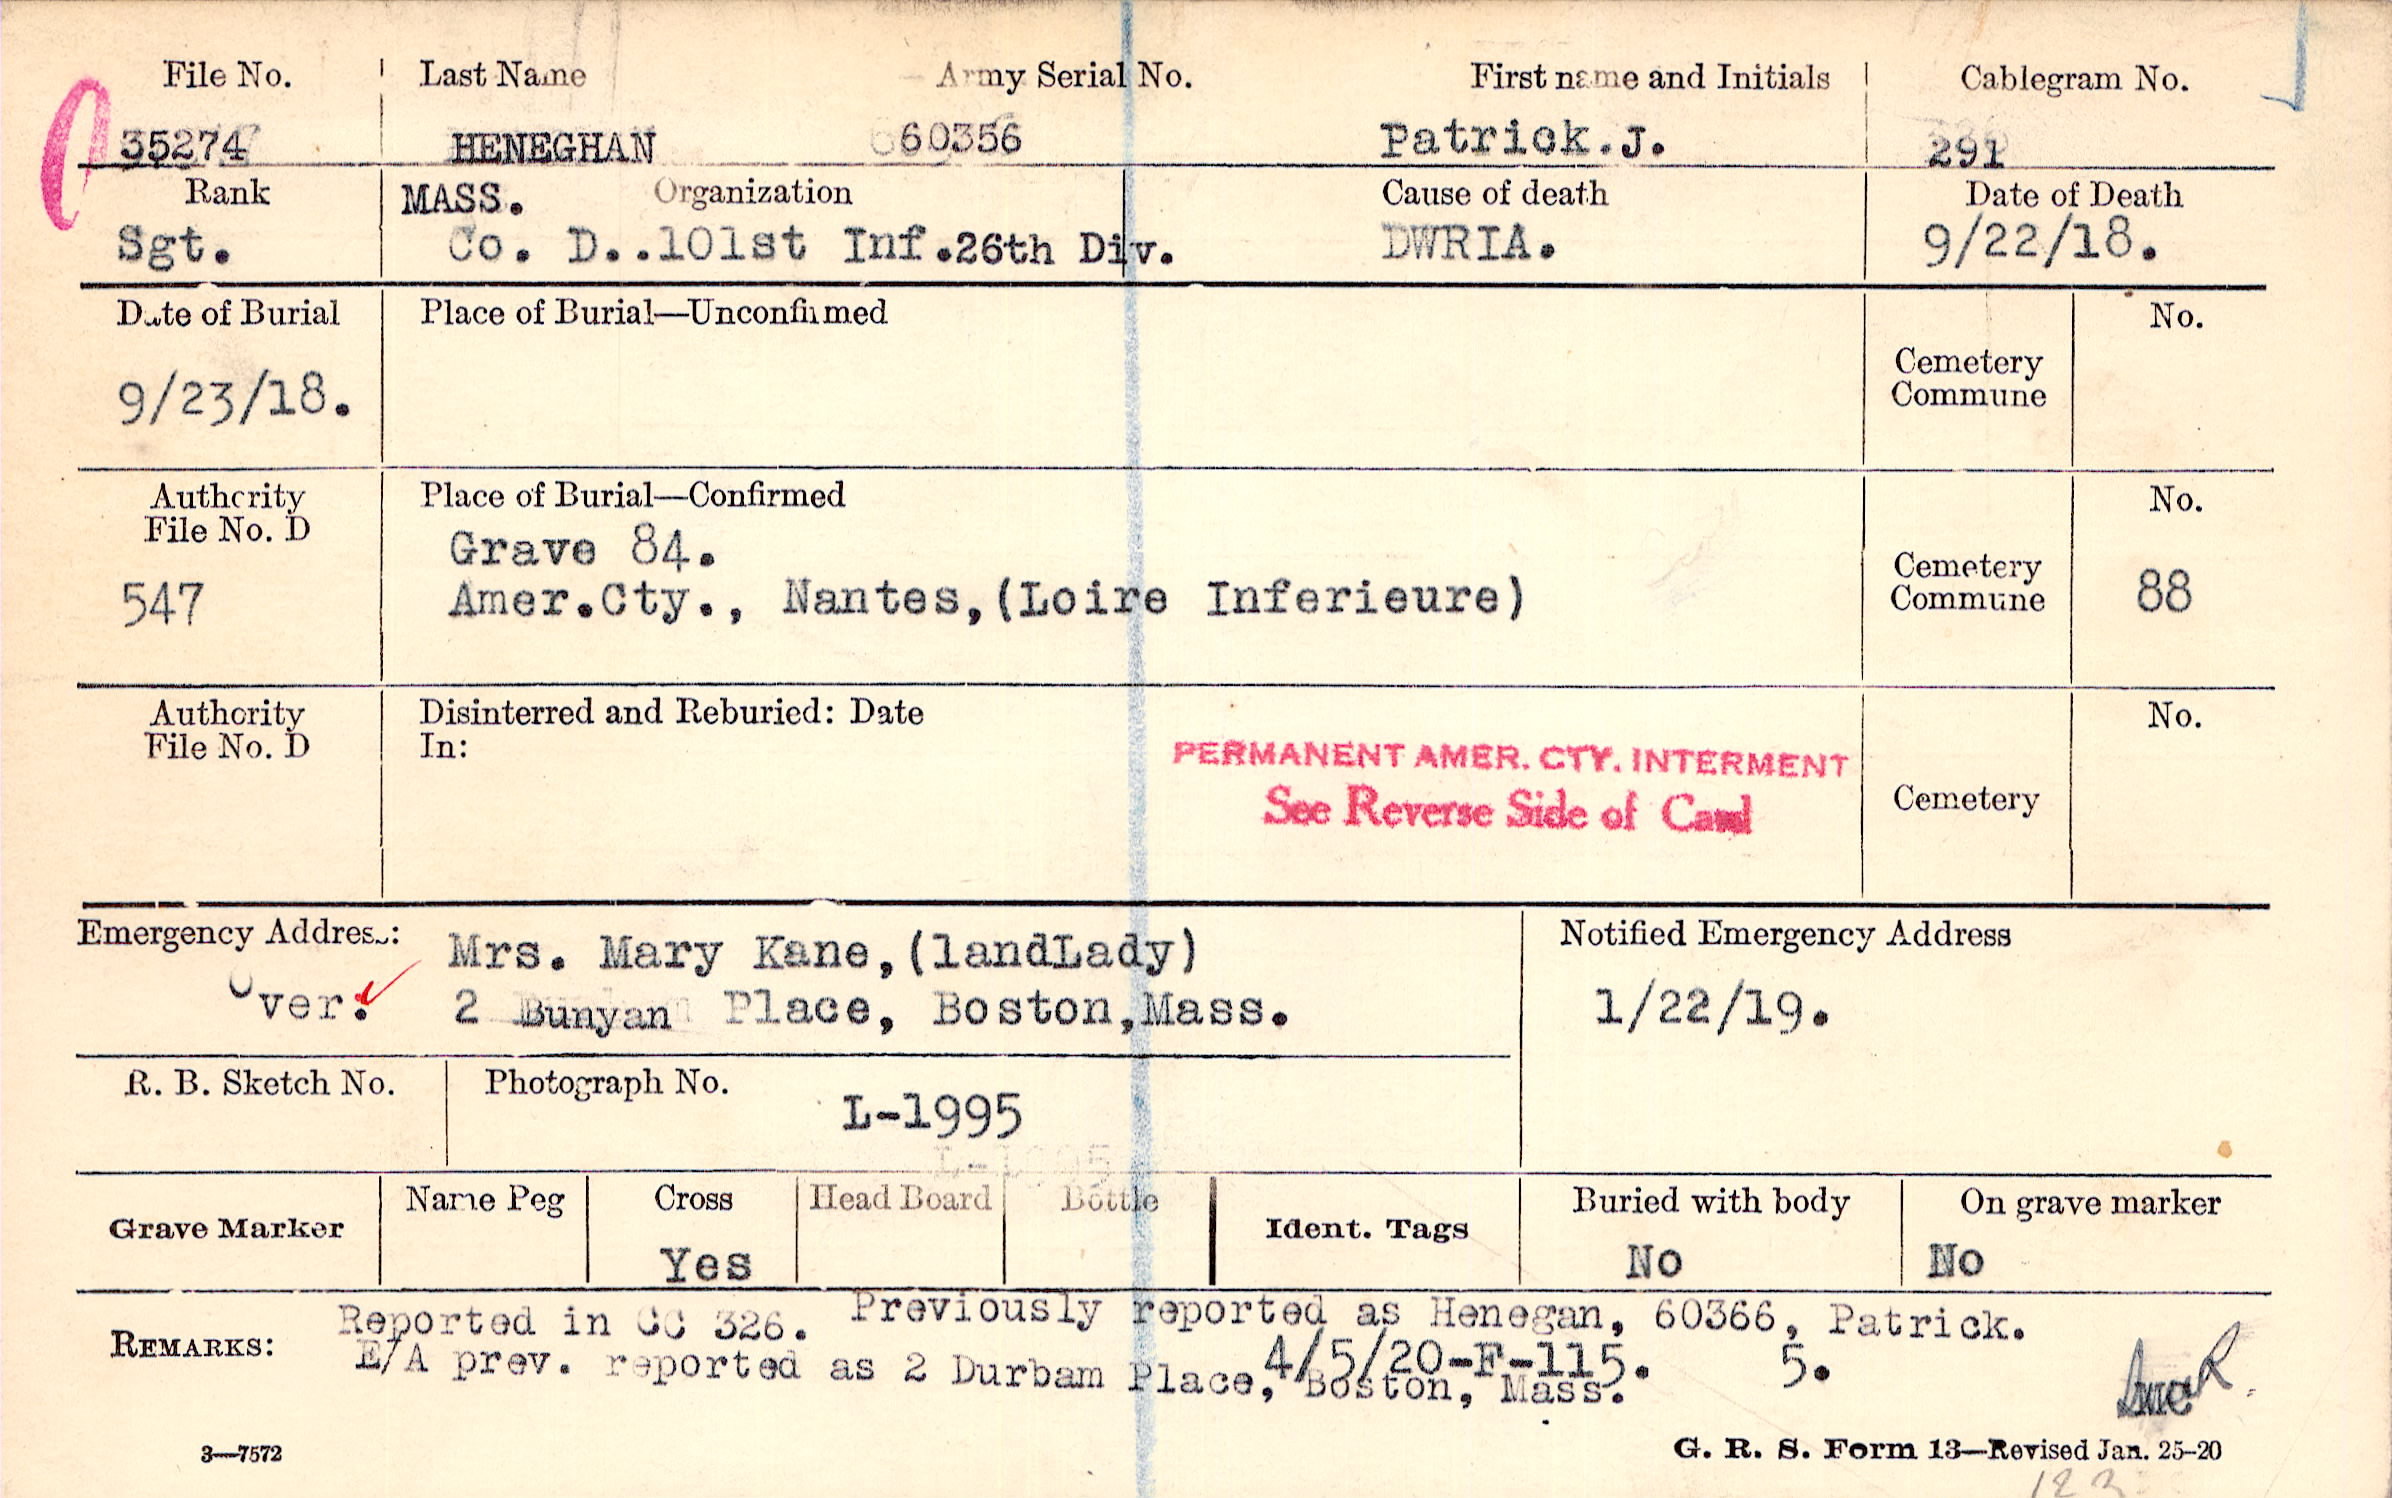 File No. Last Name Army Serial No. First name and Initials Cablegram No.
35274 HENEGHAN 60356 Patrick.J. 291
Rank MASS. Organization Cause of death Date of Death
Sgt. Co. D..101st Inf.26th Div. DWRIA. 9/22/18.
Date of Burial Place of Burial—Unconfirmed No.
Cemetery
Commune
9/23/18.
Authority Place of Burial—Confirmed No.
File No. D
Grave 84.
Cemetery
547 Amer.Cty., Nantes,(Loire Inferieure) Commune 88
Authority Disinterred and Reburied: Date No.
File No. D In:
PERMANENT AMER. CTY. INTERMENT
See Reverse Side of Card
Cemetery
Emergency Address: Mrs. Mary Kane,(landLady) Notified Emergency Address
Over. 2 Bunyan Place, Boston,Mass. 1/22/19.
R. B. Sketch No. Photograph No.
L-1995
Grave Marker Name Peg Cross Head Board Bottle Ident. Tags Buried with body On grave marker
Yes No No
REMARKS: Reported in CC 326. Previously reported as Henegan, 60366, Patrick.
E/A prev. reported as 2 Durbam Place, Boston, Mass.
4/5/20-F-115. 5.
3—7572 G. R. S. Form 13—Revised Jan. 25-20